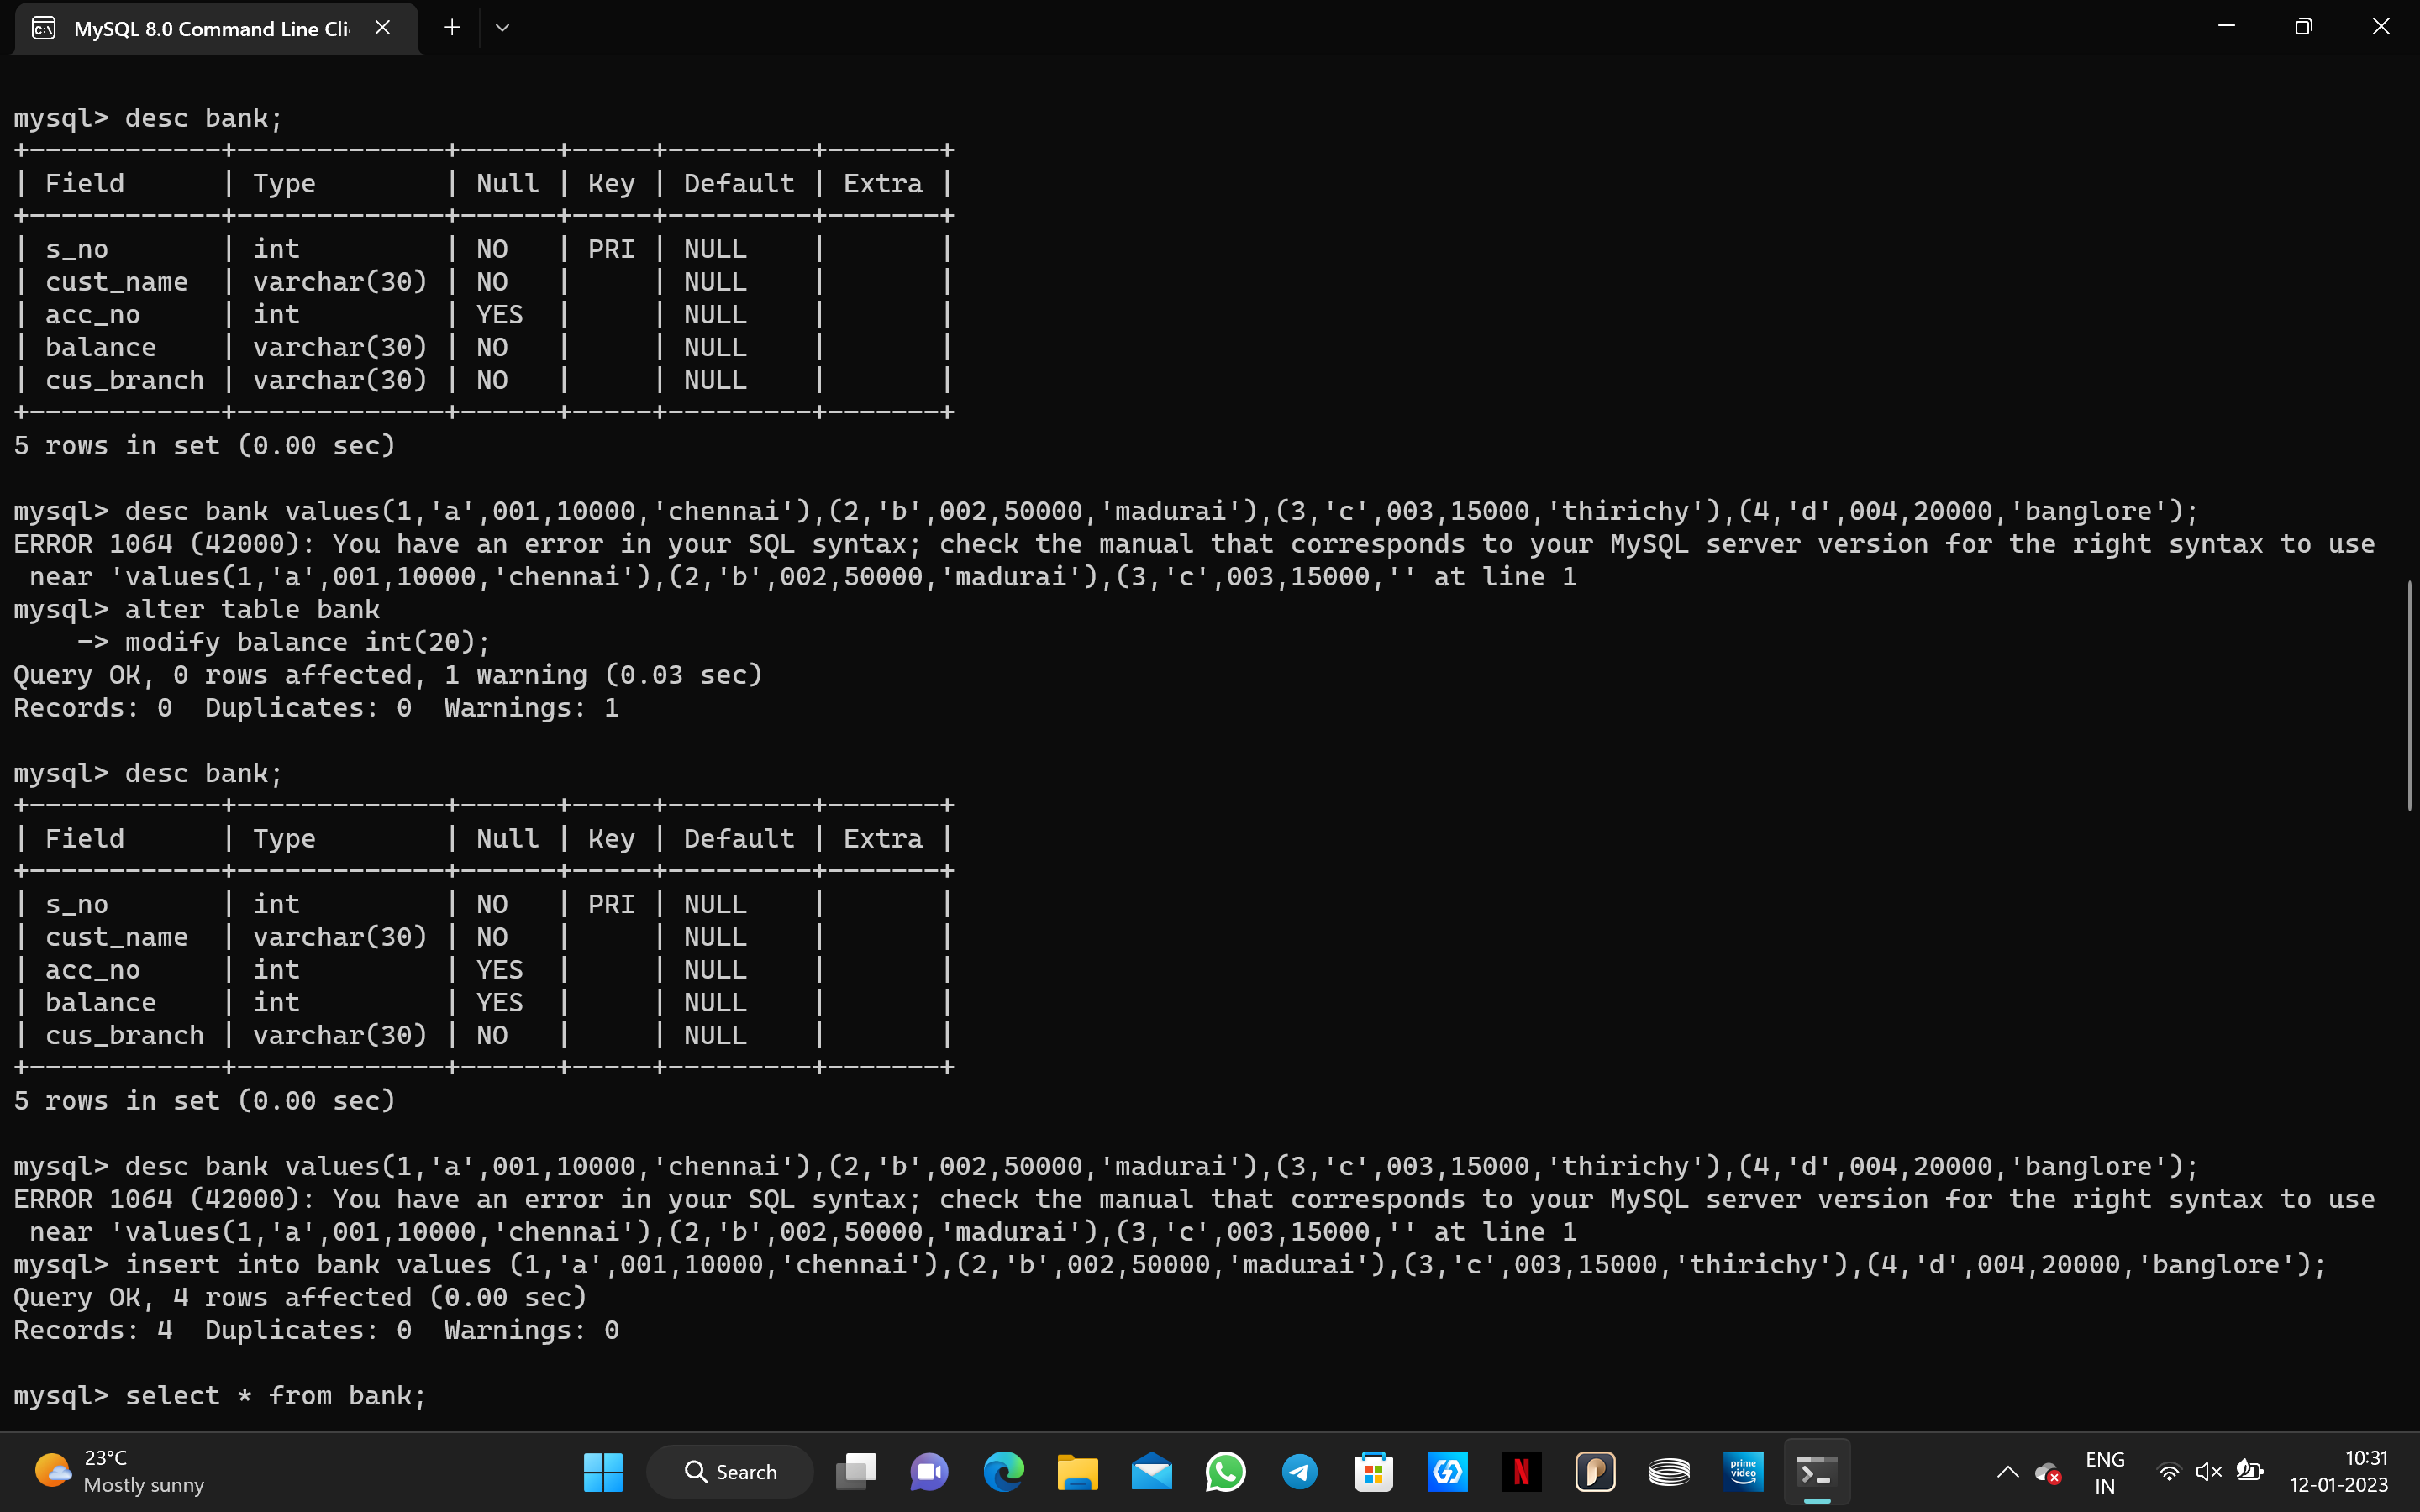 MySQL 8.0 Command Line Cli
mysql> desc bank;
+------------+-------------+------+-----+---------+-------+
| Field      | Type        | Null | Key | Default | Extra |
+------------+-------------+------+-----+---------+-------+
| s_no       | int         | NO   | PRI | NULL    |       |
| cust_name  | varchar(30) | NO   |     | NULL    |       |
| acc_no     | int         | YES  |     | NULL    |       |
| balance    | varchar(30) | NO   |     | NULL    |       |
| cus_branch | varchar(30) | NO   |     | NULL    |       |
+------------+-------------+------+-----+---------+-------+
5 rows in set (0.00 sec)
mysql> desc bank values(1,'a',001,10000,'chennai'),(2,'b',002,50000,'madurai'),(3,'c',003,15000,'thirichy'),(4,'d',004,20000,'banglore');
ERROR 1064 (42000): You have an error in your SQL syntax; check the manual that corresponds to your MySQL server version for the right syntax to use
 near 'values(1,'a',001,10000,'chennai'),(2,'b',002,50000,'madurai'),(3,'c',003,15000,'' at line 1
mysql> alter table bank
    -> modify balance int(20);
Query OK, 0 rows affected, 1 warning (0.03 sec)
Records: 0  Duplicates: 0  Warnings: 1
mysql> desc bank;
+------------+-------------+------+-----+---------+-------+
| Field      | Type        | Null | Key | Default | Extra |
+------------+-------------+------+-----+---------+-------+
| s_no       | int         | NO   | PRI | NULL    |       |
| cust_name  | varchar(30) | NO   |     | NULL    |       |
| acc_no     | int         | YES  |     | NULL    |       |
| balance    | int         | YES  |     | NULL    |       |
| cus_branch | varchar(30) | NO   |     | NULL    |       |
+------------+-------------+------+-----+---------+-------+
5 rows in set (0.00 sec)
mysql> desc bank values(1,'a',001,10000,'chennai'),(2,'b',002,50000,'madurai'),(3,'c',003,15000,'thirichy'),(4,'d',004,20000,'banglore');
ERROR 1064 (42000): You have an error in your SQL syntax; check the manual that corresponds to your MySQL server version for the right syntax to use
 near 'values(1,'a',001,10000,'chennai'),(2,'b',002,50000,'madurai'),(3,'c',003,15000,'' at line 1
mysql> insert into bank values (1,'a',001,10000,'chennai'),(2,'b',002,50000,'madurai'),(3,'c',003,15000,'thirichy'),(4,'d',004,20000,'banglore');
Query OK, 4 rows affected (0.00 sec)
Records: 4  Duplicates: 0  Warnings: 0
mysql> select * from bank;
23°C
Mostly sunny
Search
prime video
ENG
IN
10:31
12-01-2023